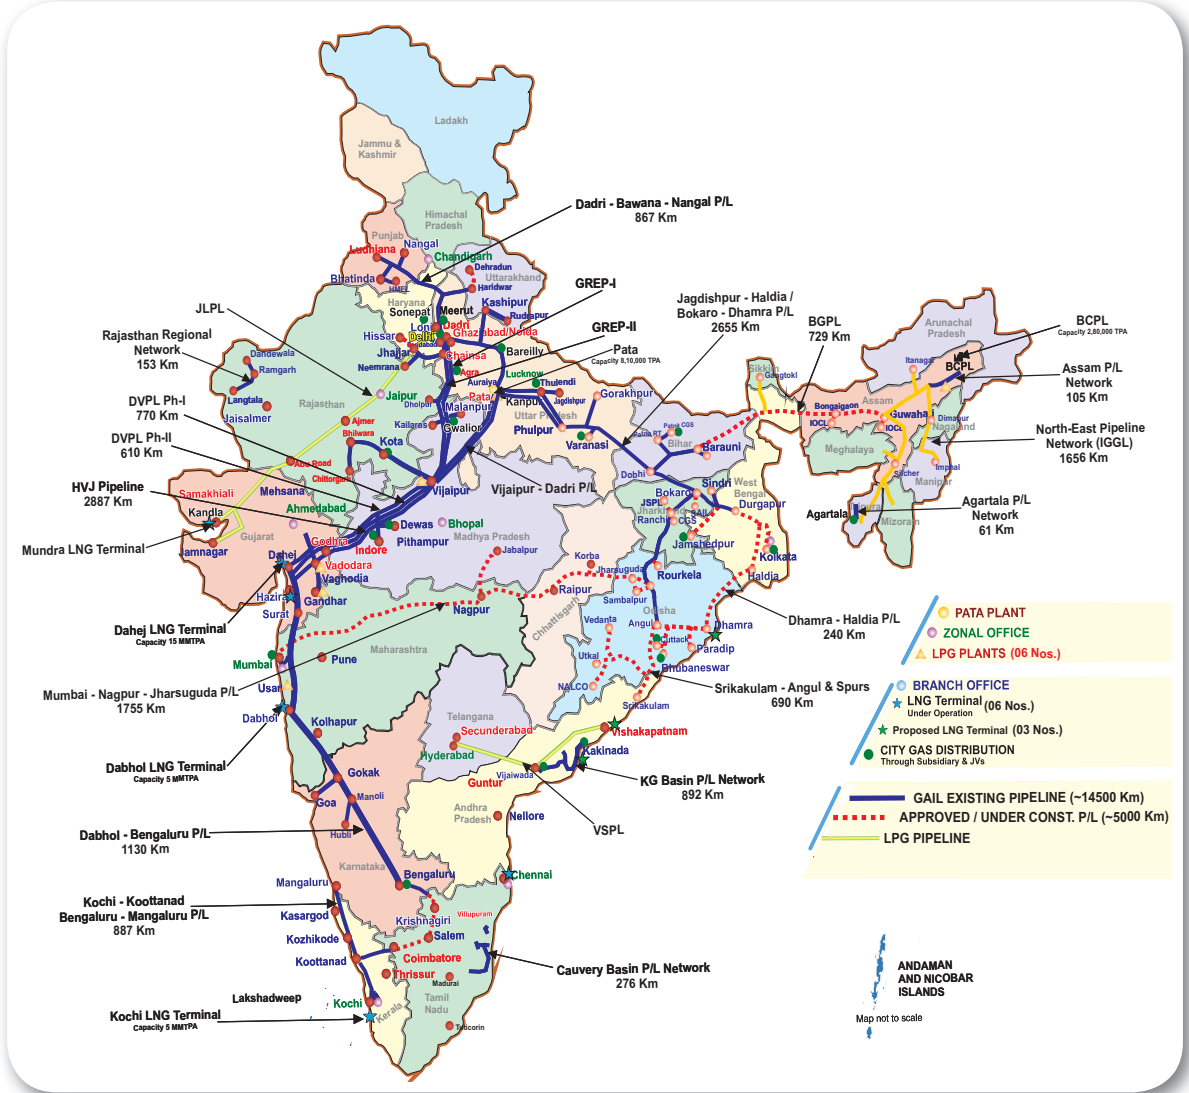 Ladakh
Jammu &
Kashmir
Himachal
Pradesh
Dadri - Bawana - Nangal P/L
867 Km
Punjab
Ludhiana
Nangal
Chandigarh
Dehradun
Uttarakhand
Bhatinda
HMEL
Haridwar
GREP-I
JLPL
Haryana
Sonepat
Meerut
Kashipur
Rudrapur
Jagdishpur - Haldia /
Bokaro - Dhamra P/L
2655 Km
BGPL
729 Km
Arunachal
Pradesh
BCPL
Capacity 2,80,000 TPA
Rajasthan Regional
Network
153 Km
Hissar
Loni
Dadri
Delhi
Ghaziabad/Noida
GREP-II
Pata
Capacity 8,10,000 TPA
Dandewala
Ramgarh
Jhajjar
Chainsa
Bareilly
Neemrana
Agra
Lucknow
Sikkim
Gangtok
Itanagar
BCPL
Assam P/L
Network
105 Km
Langtala
Jaisalmer
DVPL Ph-I
770 Km
Rajasthan
Jaipur
Auraiya
Thulendi
Pata
Kanpur
Jagdishpur
Gorakhpur
Dholpur
Malanpur
Uttar Pradesh
Bongaigaon
IOCL
Assam
Guwahati
IOCL
Dimapur
Nagaland
DVPL Ph-II
610 Km
Ajmer
Bhilwara
Kailaras
Gwalior
Phulpur
Varanasi
Patna RT
Patna CGS
Bihar
Barauni
Meghalaya
North-East Pipeline
Network (IGGL)
1656 Km
Kota
Abu Road
Chittorgarh
Dobhi
Silcher
Imphal
Manipur
HVJ Pipeline
2887 Km
Samakhiali
Mehsana
Vijaipur
Vijaipur - Dadri P/L
Sindri
West
Bengal
Bokaro
JSPL
Jharkhand
SAIL
Durgapur
Ranchi
CGS
Kandla
Ahmedabad
Agartala
Tripura
Mizoram
Agartala P/L
Network
61 Km
Gujarat
Dewas
Bhopal
Madhya Pradesh
Pithampur
Mundra LNG Terminal
Jamnagar
Godhra
Indore
Jabalpur
Korba
Jamshedpur
Kolkata
Dahej
Vadodara
Vaghodia
Jharsuguda
Rourkela
Haldia
Hazira
Gandhar
Surat
Nagpur
Raipur
Sambalpur
Odisha
Chhattisgarh
Dahej LNG Terminal
Capacity 15 MMTPA
Vedanta
Angul
Dhamra
Dhamra - Haldia P/L
240 Km
Maharashtra
Cuttack
Paradip
Mumbai
Pune
Utkal
Bhubaneswar
Mumbai - Nagpur - Jharsuguda P/L
1755 Km
Usar
NALCO
Srikakulam - Angul & Spurs
690 Km
Srikakulam
Dabhol
Kolhapur
Telangana
Secunderabad
Hyderabad
Vishakapatnam
Kakinada
Dabhol LNG Terminal
Capacity 5 MMTPA
Gokak
Vijaiwada
Guntur
KG Basin P/L Network
892 Km
Goa
Manoli
Hubli
Andhra
Pradesh
Nellore
VSPL
Dabhol - Bengaluru P/L
1130 Km
Karnataka
Bengaluru
Chennai
Mangaluru
Kochi - Koottanad
Bengaluru - Mangaluru P/L
887 Km
Kasargod
Krishnagiri
Villupuram
Kozhikode
Salem
Koottanad
Coimbatore
Thrissur
Madurai
Cauvery Basin P/L Network
276 Km
Lakshadweep
Kochi
Tamil
Nadu
Kerala
Kochi LNG Terminal
Capacity 5 MMTPA
Tuticorin
PATA PLANT
ZONAL OFFICE
LPG PLANTS (06 Nos.)
BRANCH OFFICE
LNG Terminal (06 Nos.)
Under Operation
Proposed LNG Terminal (03 Nos.)
CITY GAS DISTRIBUTION
Through Subsidiary & JVs
GAIL EXISTING PIPELINE (~14500 Km)
APPROVED / UNDER CONST. P/L (~5000 Km)
LPG PIPELINE
ANDAMAN
AND NICOBAR
ISLANDS
Map not to scale